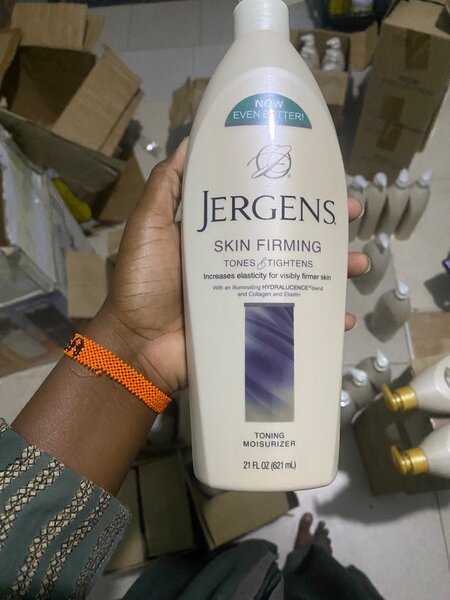 NOW
EVEN BETTER!
JERGENS®
SKIN FIRMING
TONES & TIGHTENS
Increases elasticity for visibly firmer skin
With an illuminating HYDRALUCENCE® blend
and Collagen and Elastin
TONING
MOISURIZER
21 FL OZ (621 mL)